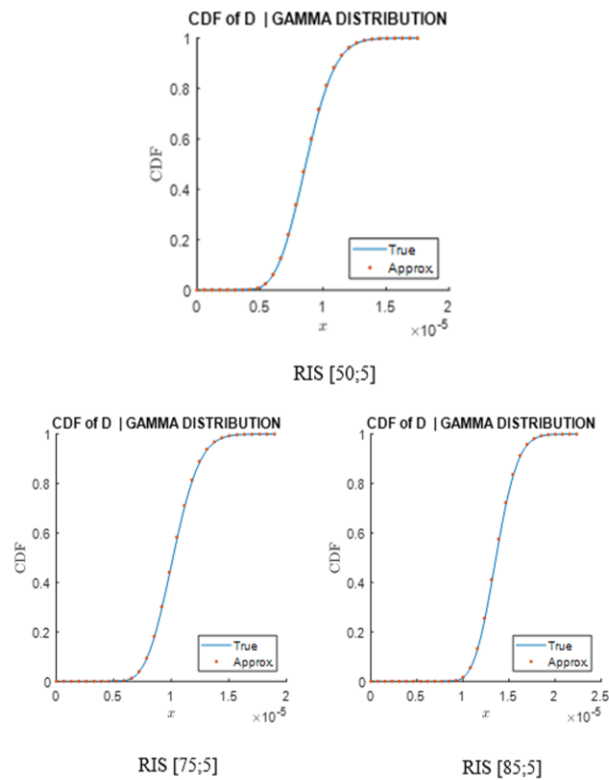 CDF of D | GAMMA DISTRIBUTION
1
0.8
0.6
0.4
0.2
0
CDF
True
Approx.
0 0.5 1 1.5 2
x
×10-5
RIS [50;5]
CDF of D | GAMMA DISTRIBUTION
1
0.8
0.6
0.4
0.2
0
CDF
True
Approx.
0 0.5 1 1.5 2
x
×10-5
RIS [75;5]
CDF of D | GAMMA DISTRIBUTION
1
0.8
0.6
0.4
0.2
0
CDF
True
Approx.
0 0.5 1 1.5 2 2.5
x
×10-5
RIS [85;5]